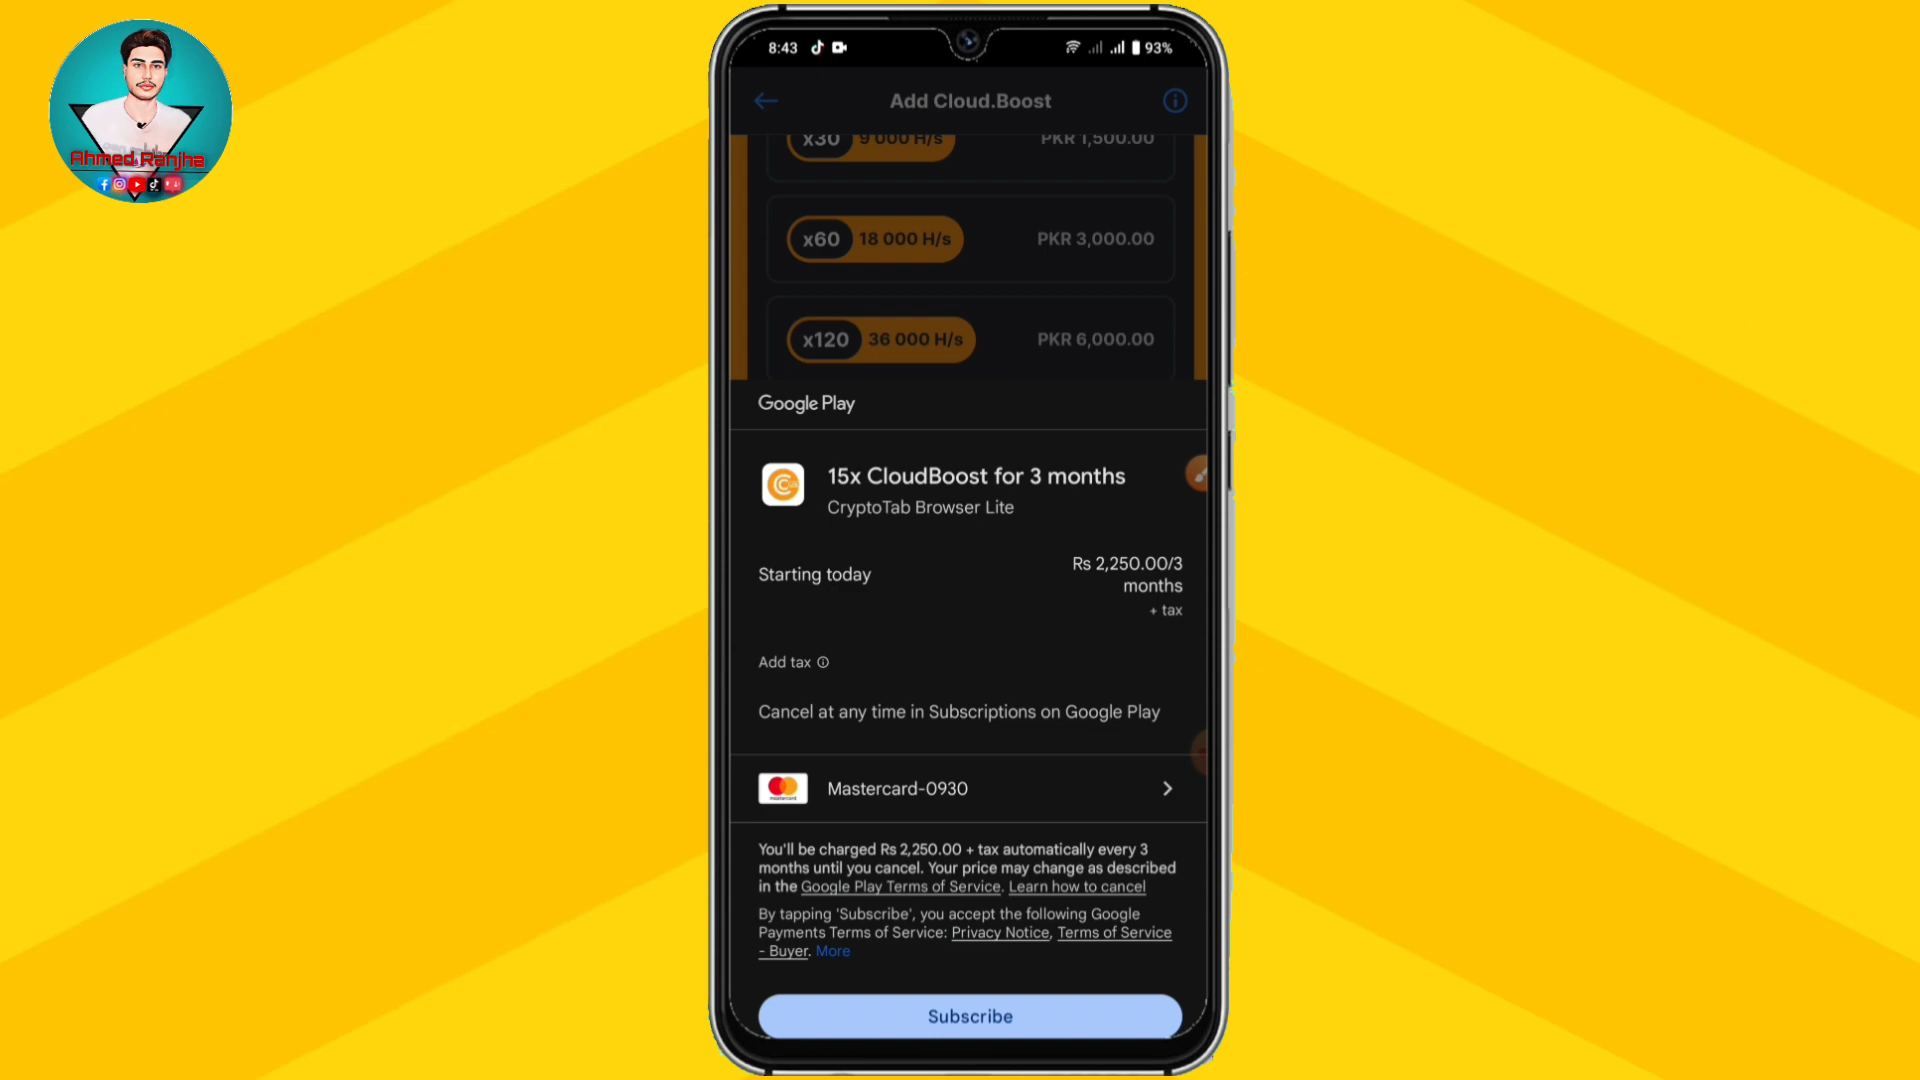 Ahmed Ranjha
8:43
93%
Add Cloud.Boost
x30 9 000 H/s PKR 1,500.00
x60 18 000 H/s PKR 3,000.00
x120 36 000 H/s PKR 6,000.00
Google Play
15x CloudBoost for 3 months
CryptoTab Browser Lite
Starting today
Rs 2,250.00/3
months
+ tax
Add tax
Cancel at any time in Subscriptions on Google Play
Mastercard-0930
You'll be charged Rs 2,250.00 + tax automatically every 3
months until you cancel. Your price may change as described
in the Google Play Terms of Service. Learn how to cancel
By tapping 'Subscribe', you accept the following Google
Payments Terms of Service: Privacy Notice, Terms of Service
- Buyer. More
Subscribe